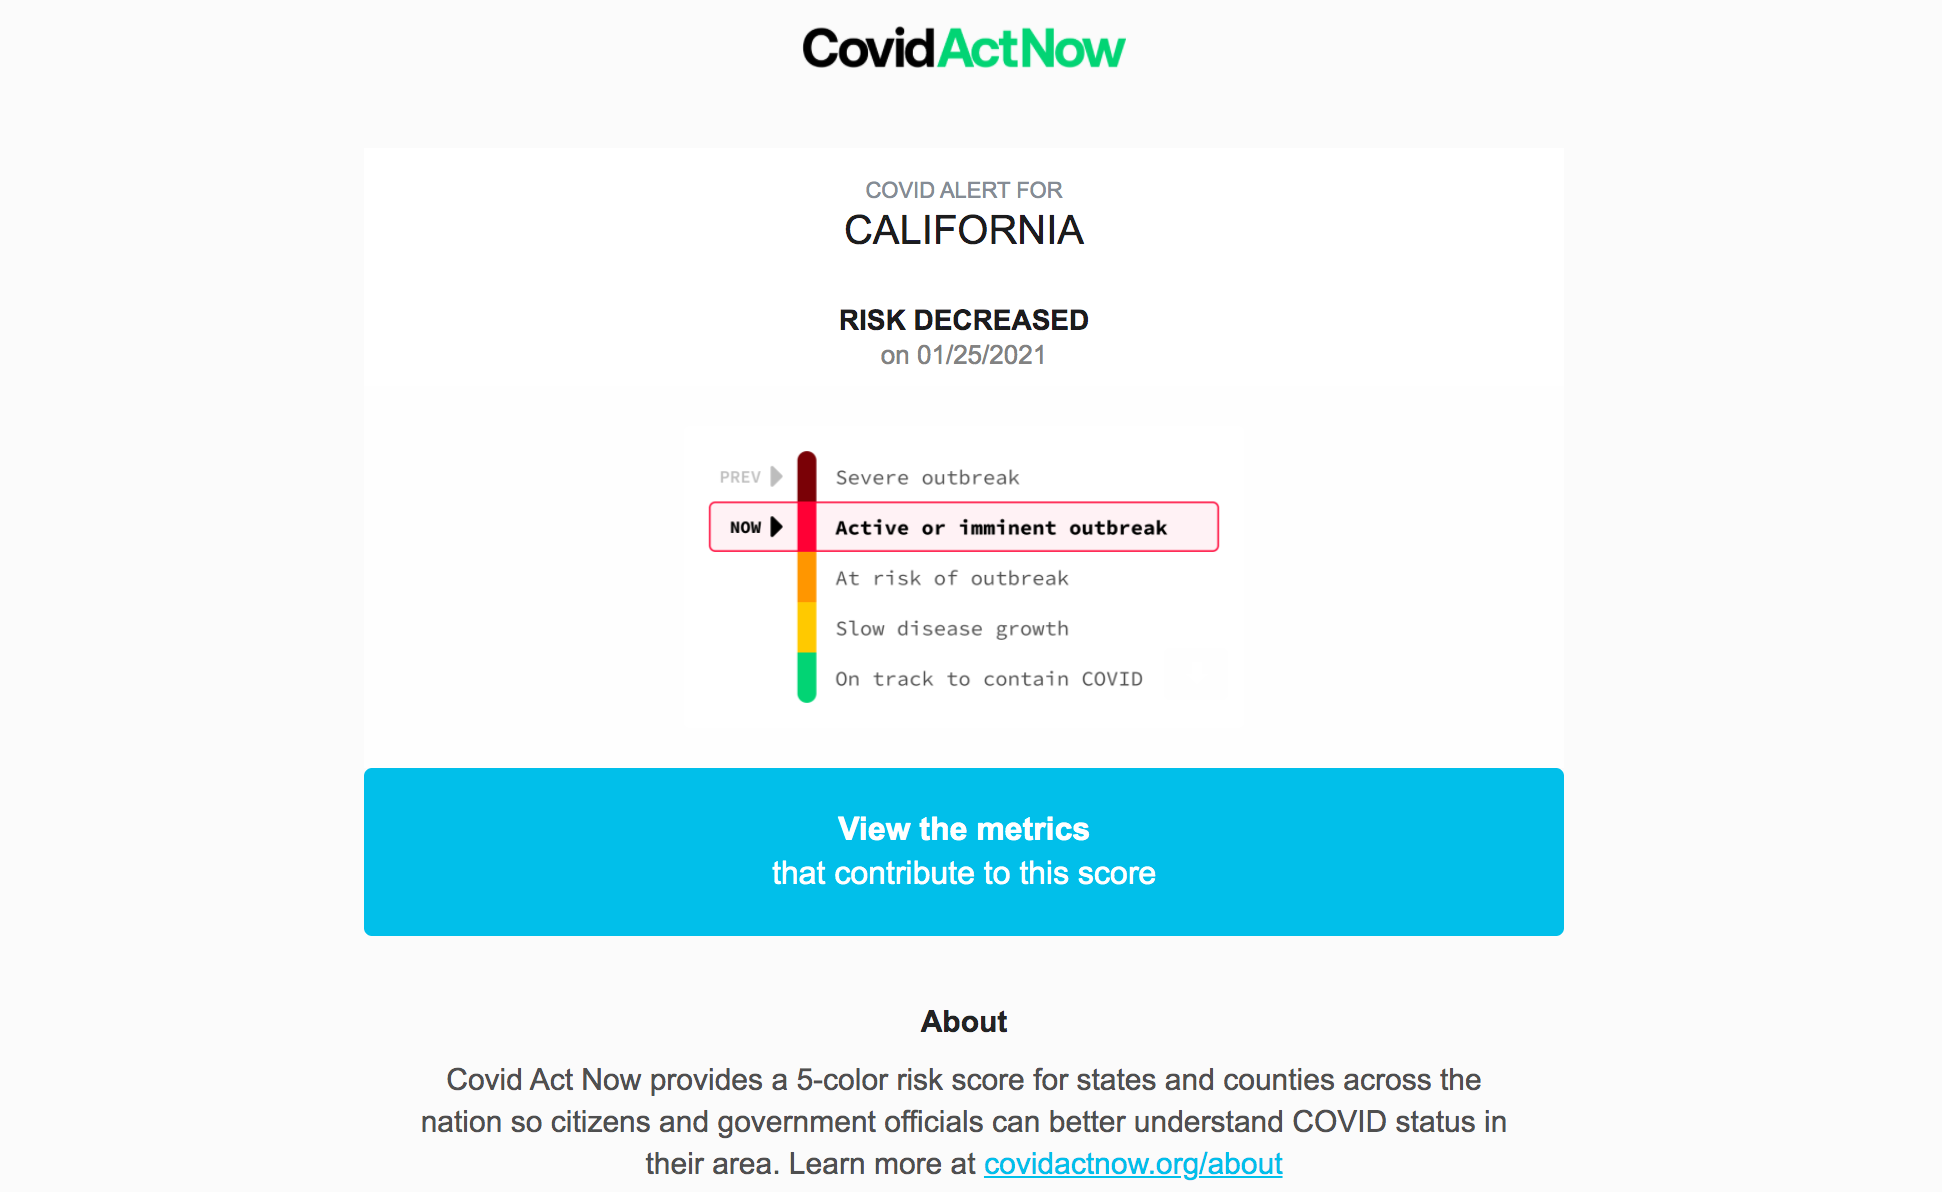 CovidActNow
COVID ALERT FOR
CALIFORNIA
RISK DECREASED
on 01/25/2021
PREV Severe outbreak
NOW Active or imminent outbreak
At risk of outbreak
Slow disease growth
On track to contain COVID
View the metrics
that contribute to this score
About
Covid Act Now provides a 5-color risk score for states and counties across the
nation so citizens and government officials can better understand COVID status in
their area. Learn more at covidactnow.org/about